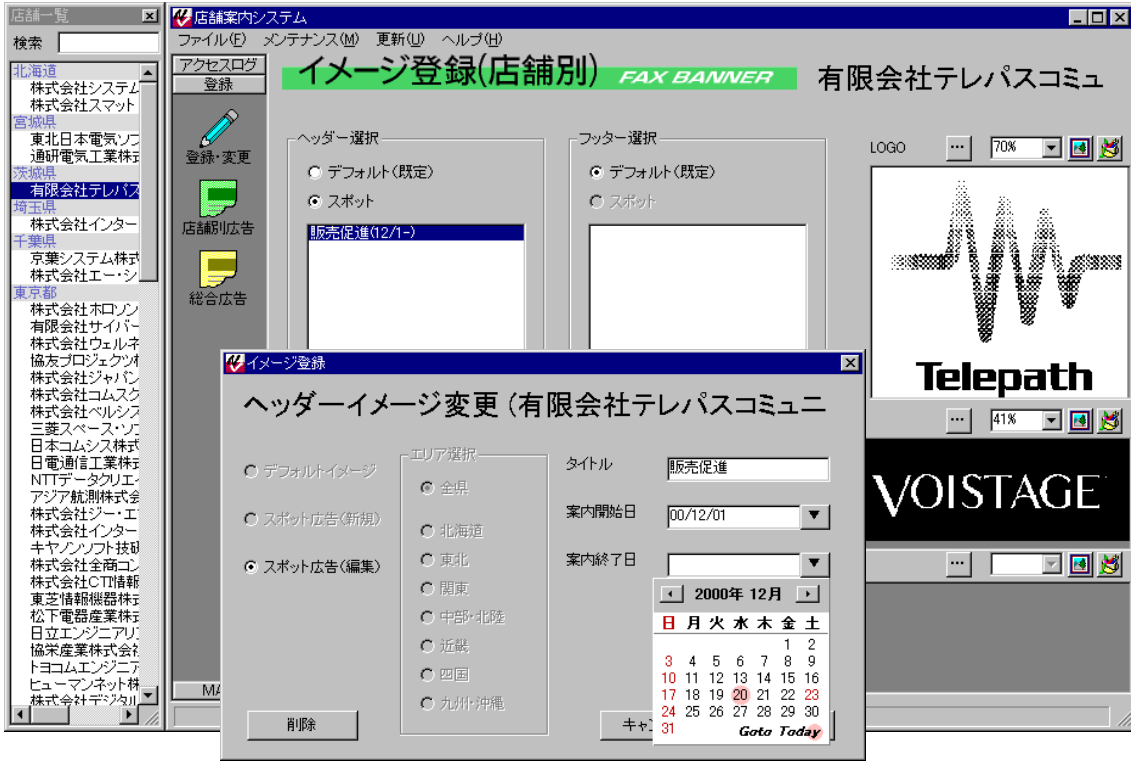 店舗一覧
検索
北海道
株式会社システム
株式会社スマット
宮城県
東北日本電気ソフ
通研電気工業株式
茨城県
有限会社テレパス
埼玉県
株式会社インター
千葉県
京葉システム株式
株式会社エー・シ
東京都
株式会社ホロソン
有限会社サイバー
株式会社ウェルネ
協友プロジェクツ株
株式会社ジャパン
株式会社コムスク
株式会社ベルシス
三菱スペース・ソフ
日本コムシス株式
日電通信工業株式
NTTデータクリエイ
アジア航測株式会
株式会社ジー・エ
株式会社インター
キヤノンソフト技研
株式会社全商コン
株式会社CTI情報
東芝情報機器株式
松下電器産業株式
日立エンジニアリン
協栄産業株式会社
トヨコムエンジニア
ヒューマンネット株
株式会社デジタル
店舗案内システム
ファイル(F) メンテナンス(M) 更新(U) ヘルプ(H)
アクセスログ
登録
登録・変更
店舗別広告
総合広告
MA
イメージ登録(店舗別) FAX BANNER 有限会社テレパスコミュ
ヘッダー選択
デフォルト(既定)
スポット
販売促進(12/1-)
フッター選択
デフォルト(既定)
スポット
LOGO ... 70%
Telepath
... 41%
VOISTAGE
...
イメージ登録
ヘッダーイメージ変更 (有限会社テレパスコミュニ
デフォルトイメージ
スポット広告(新規)
スポット広告(編集)
エリア選択
全県
北海道
東北
関東
中部・北陸
近畿
四国
九州・沖縄
タイトル 販売促進
案内開始日 00/12/01
案内終了日
2000年 12月
日 月 火 水 木 金 土
1 2
3 4 5 6 7 8 9
10 11 12 13 14 15 16
17 18 19 20 21 22 23
24 25 26 27 28 29 30
31 Goto Today
削除
キャン